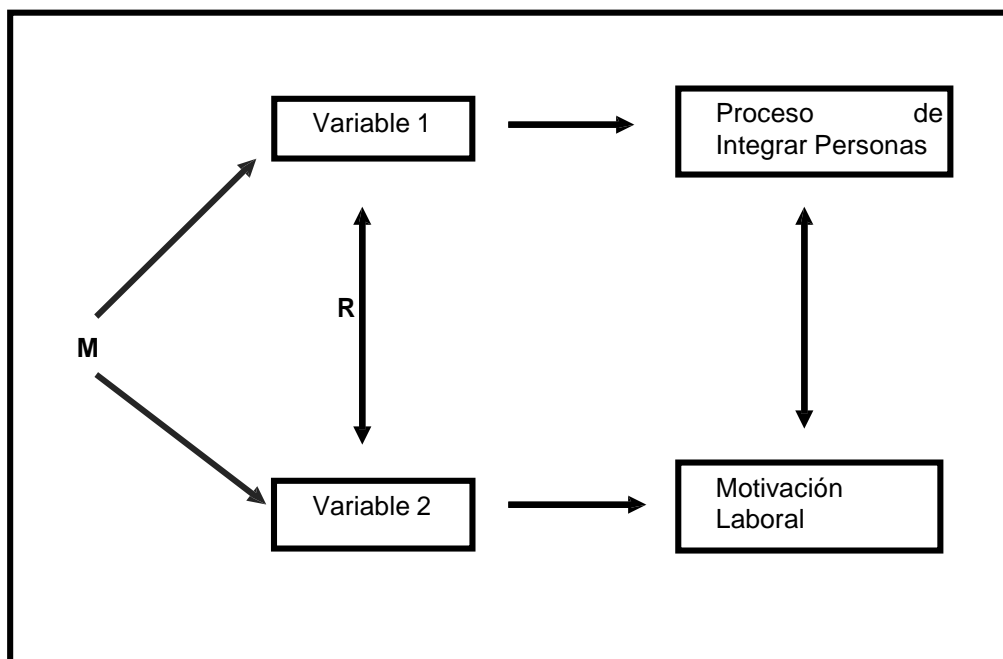 Variable 1
Proceso de
Integrar Personas
R
M
Variable 2
Motivación
Laboral